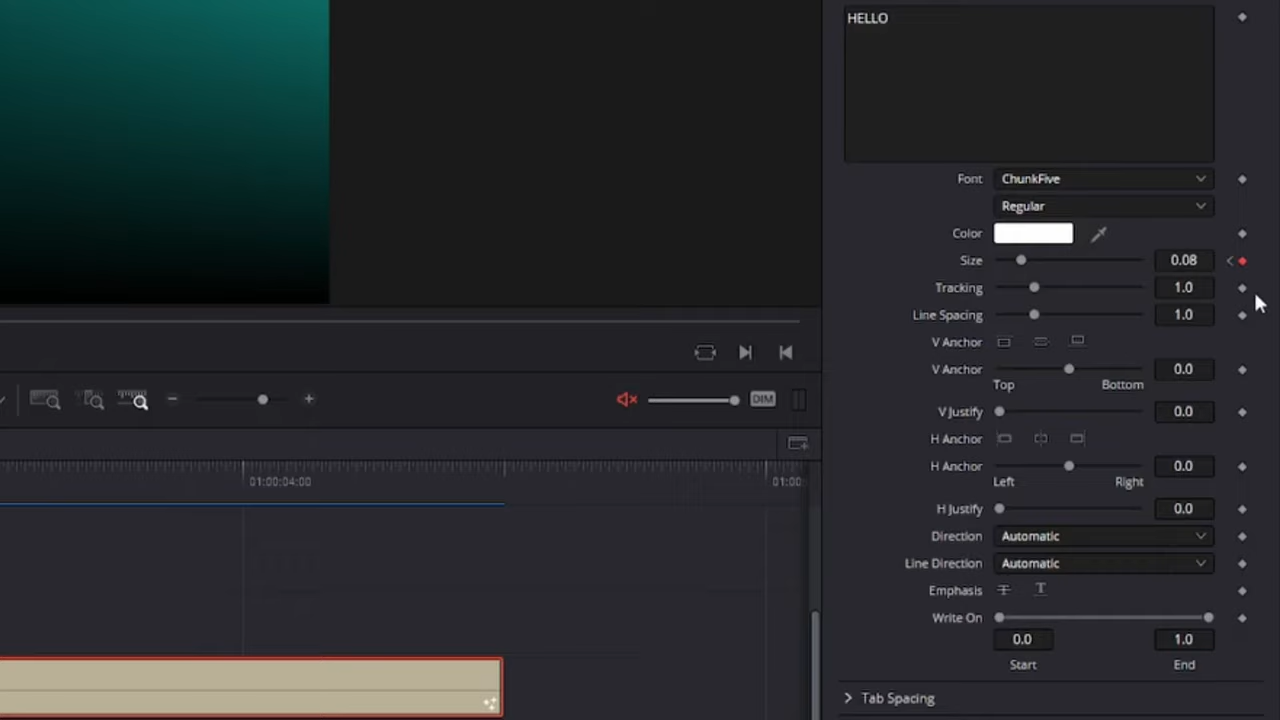 HELLO
Font ChunkFive
Regular
Color
Size 0.08
Tracking 1.0
Line Spacing 1.0
V Anchor
V Anchor 0.0
Top Bottom
V Justify 0.0
H Anchor
H Anchor 0.0
Left Right
H Justify 0.0
Direction Automatic
Line Direction Automatic
Emphasis T T
Write On
0.0 1.0
Start End
Tab Spacing
DIM
01:00:04:00 01:00: